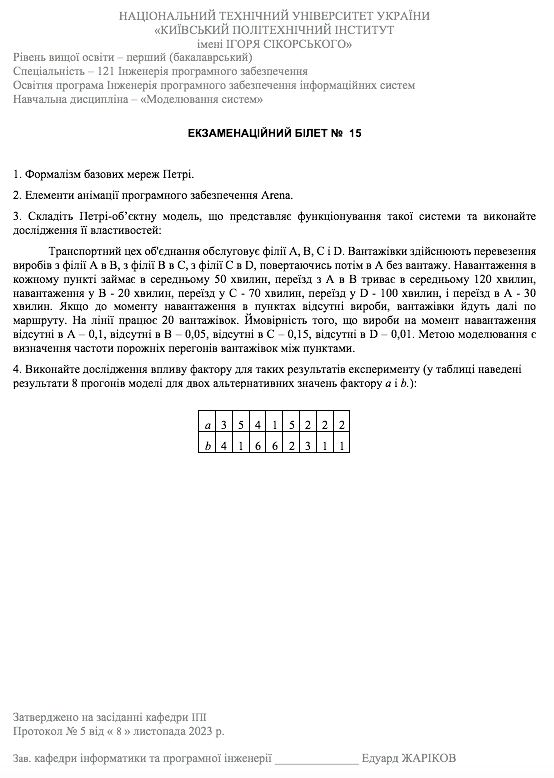 НАЦІОНАЛЬНИЙ ТЕХНІЧНИЙ УНІВЕРСИТЕТ УКРАЇНИ
«КИЇВСЬКИЙ ПОЛІТЕХНІЧНИЙ ІНСТИТУТ
імені ІГОРЯ СІКОРСЬКОГО»
Рівень вищої освіти – перший (бакалаврський)
Спеціальність – 121 Інженерія програмного забезпечення
Освітня програма Інженерія програмного забезпечення інформаційних систем
Навчальна дисципліна – «Моделювання систем»
ЕКЗАМЕНАЦІЙНИЙ БІЛЕТ № 15
1. Формалізм базових мереж Петрі.
2. Елементи анімації програмного забезпечення Arena.
3. Складіть Петрі-об’єктну модель, що представляє функціонування такої системи та виконайте
дослідження її властивостей:
Транспортний цех об'єднання обслуговує філії А, В, С і D. Вантажівки здійснюють перевезення
виробів з філії А в В, з філії В в С, з філії С в D, повертаючись потім в А без вантажу. Навантаження в
кожному пункті займає в середньому 50 хвилин, переїзд з А в В триває в середньому 120 хвилин,
навантаження у В - 20 хвилин, переїзд у С - 70 хвилин, переїзд у D - 100 хвилин, і переїзд в А - 30
хвилин. Якщо до моменту навантаження в пунктах відсутні вироби, вантажівки йдуть далі по
маршруту. На лінії працює 20 вантажівок. Ймовірність того, що вироби на момент навантаження
відсутні в А – 0,1, відсутні в В – 0,05, відсутні в С – 0,15, відсутні в D – 0,01. Метою моделювання є
визначення частоти порожніх перегонів вантажівок між пунктами.
4. Виконайте дослідження впливу фактору для таких результатів експерименту (у таблиці наведені
результати 8 прогонів моделі для двох альтернативних значень фактору a і b.):
a 3 5 4 1 5 2 2 2
b 4 1 6 6 2 3 1 1
Затверджено на засіданні кафедри ІПІ
Протокол № 5 від « 8 » листопада 2023 р.
Зав. кафедри інформатики та програмної інженерії _______________ Едуард ЖАРІКОВ